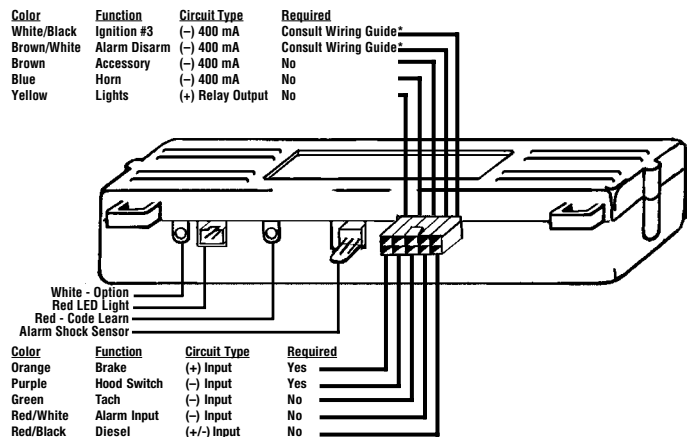 Color Function Circuit Type Required
White/Black Ignition #3 (–) 400 mA Consult Wiring Guide*
Brown/White Alarm Disarm (–) 400 mA Consult Wiring Guide*
Brown Accessory (–) 400 mA No
Blue Horn (–) 400 mA No
Yellow Lights (+) Relay Output No
White - Option
Red LED Light
Red - Code Learn
Alarm Shock Sensor
Color Function Circuit Type Required
Orange Brake (+) Input Yes
Purple Hood Switch (–) Input Yes
Green Tach (–) Input No
Red/White Alarm Input (–) Input No
Red/Black Diesel (+/-) Input No